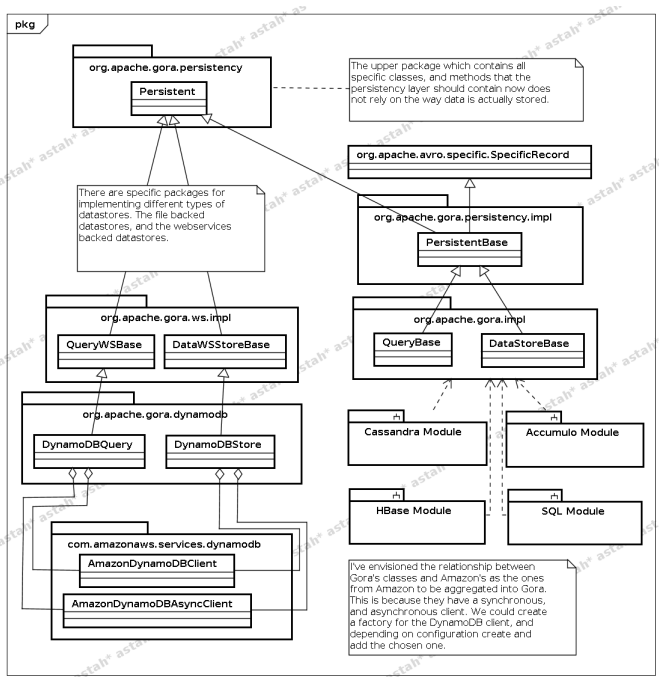 pkg
org.apache.gora.persistency
Persistent
The upper package which contains all
specific classes, and methods that the
persistency layer should contain now does
not rely on the way data is actually stored.
org.apache.avro.specific.SpecificRecord
There are specific packages for
implementing different types of
datastores. The file backed
datastores, and the webservices
backed datastores.
org.apache.gora.persistency.impl
PersistentBase
org.apache.gora.ws.impl
QueryWSBase
DataWSStoreBase
org.apache.gora.impl
QueryBase
DataStoreBase
org.apache.gora.dynamodb
DynamoDBQuery
DynamoDBStore
Cassandra Module
Accumulo Module
HBase Module
SQL Module
com.amazonaws.services.dynamodb
AmazonDynamoDBClient
AmazonDynamoDBAsyncClient
I've envisioned the relationship between
Gora's classes and Amazon's as the ones
from Amazon to be aggregated into Gora.
This is because they have a synchronous,
and asynchronous client. We could create
a factory for the DynamoDB client, and
depending on configuration create and
add the chosen one.
astah* astah* astah* astah*